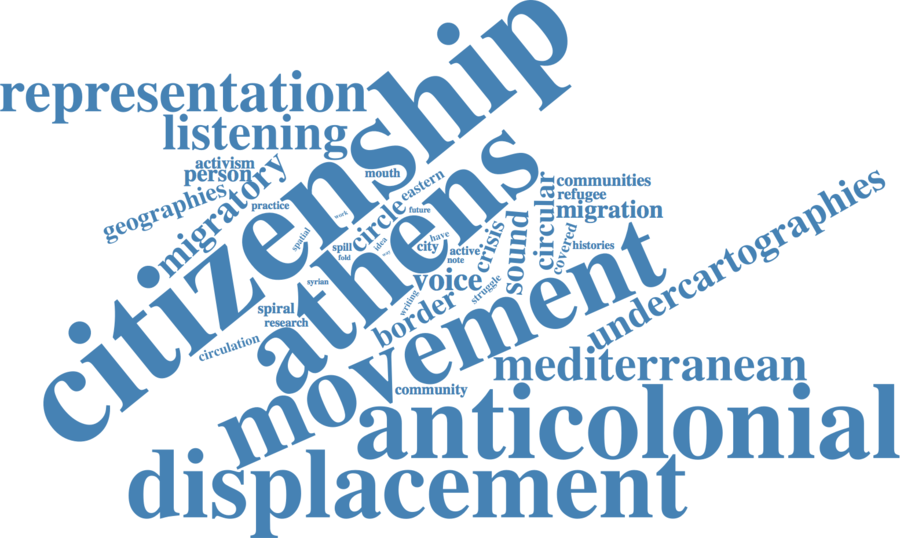 citizenship
representation
listening
activism
person
migratory
geographies
practice
mouth
eastern
circle
future
work
spatial
athens
spill
fold
idea
way
have
city
active
note
crisis
sound
circular
communities
refugee
migration
covered
histories
undercartographies
syrian
voice
struggle
writing
border
spiral
research
circulation
movement
mediterranean
community
anticolonial
displacement